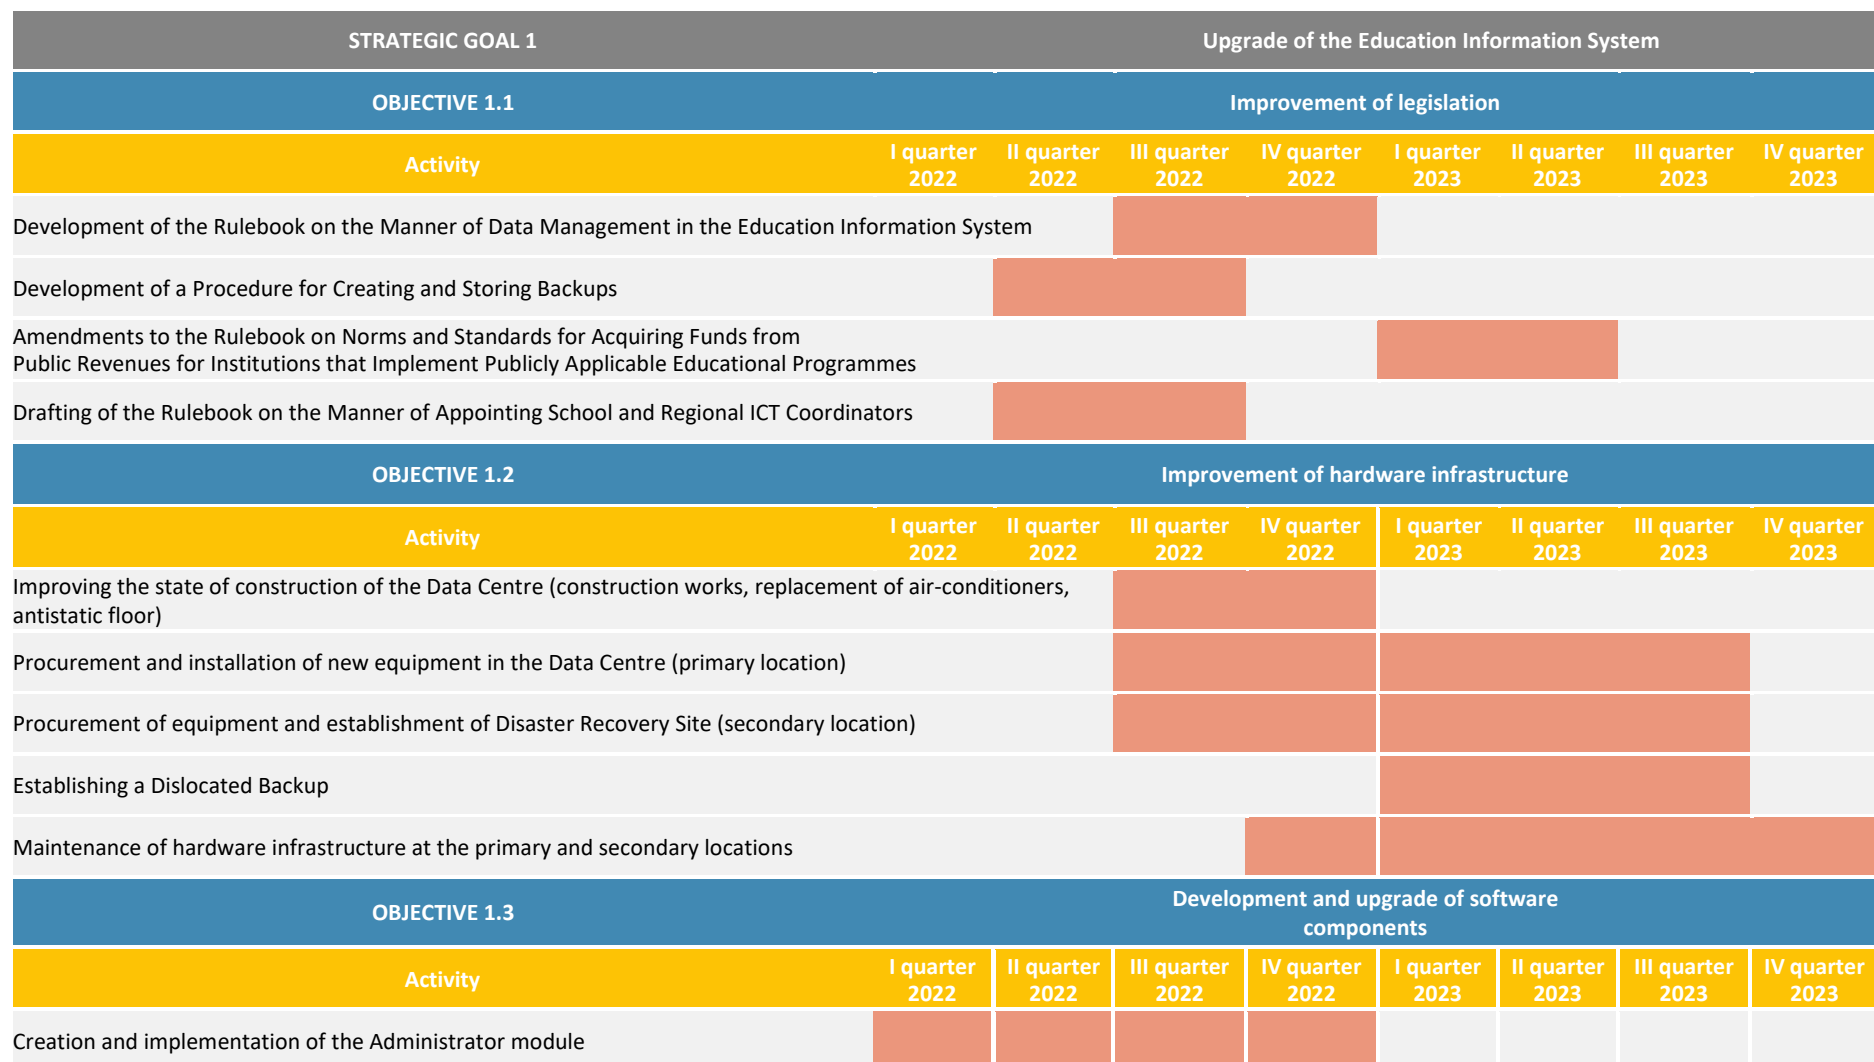 STRATEGIC GOAL 1 Upgrade of the Education Information System
OBJECTIVE 1.1 Improvement of legislation
Activity I quarter 2022 II quarter 2022 III quarter 2022 IV quarter 2022 I quarter 2023 II quarter 2023 III quarter 2023 IV quarter 2023
Development of the Rulebook on the Manner of Data Management in the Education Information System
Development of a Procedure for Creating and Storing Backups
Amendments to the Rulebook on Norms and Standards for Acquiring Funds from
Public Revenues for Institutions that Implement Publicly Applicable Educational Programmes
Drafting of the Rulebook on the Manner of Appointing School and Regional ICT Coordinators
OBJECTIVE 1.2 Improvement of hardware infrastructure
Activity I quarter 2022 II quarter 2022 III quarter 2022 IV quarter 2022 I quarter 2023 II quarter 2023 III quarter 2023 IV quarter 2023
Improving the state of construction of the Data Centre (construction works, replacement of air-conditioners,
antistatic floor)
Procurement and installation of new equipment in the Data Centre (primary location)
Procurement of equipment and establishment of Disaster Recovery Site (secondary location)
Establishing a Dislocated Backup
Maintenance of hardware infrastructure at the primary and secondary locations
OBJECTIVE 1.3 Development and upgrade of software
components
Activity I quarter 2022 II quarter 2022 III quarter 2022 IV quarter 2022 I quarter 2023 II quarter 2023 III quarter 2023 IV quarter 2023
Creation and implementation of the Administrator module